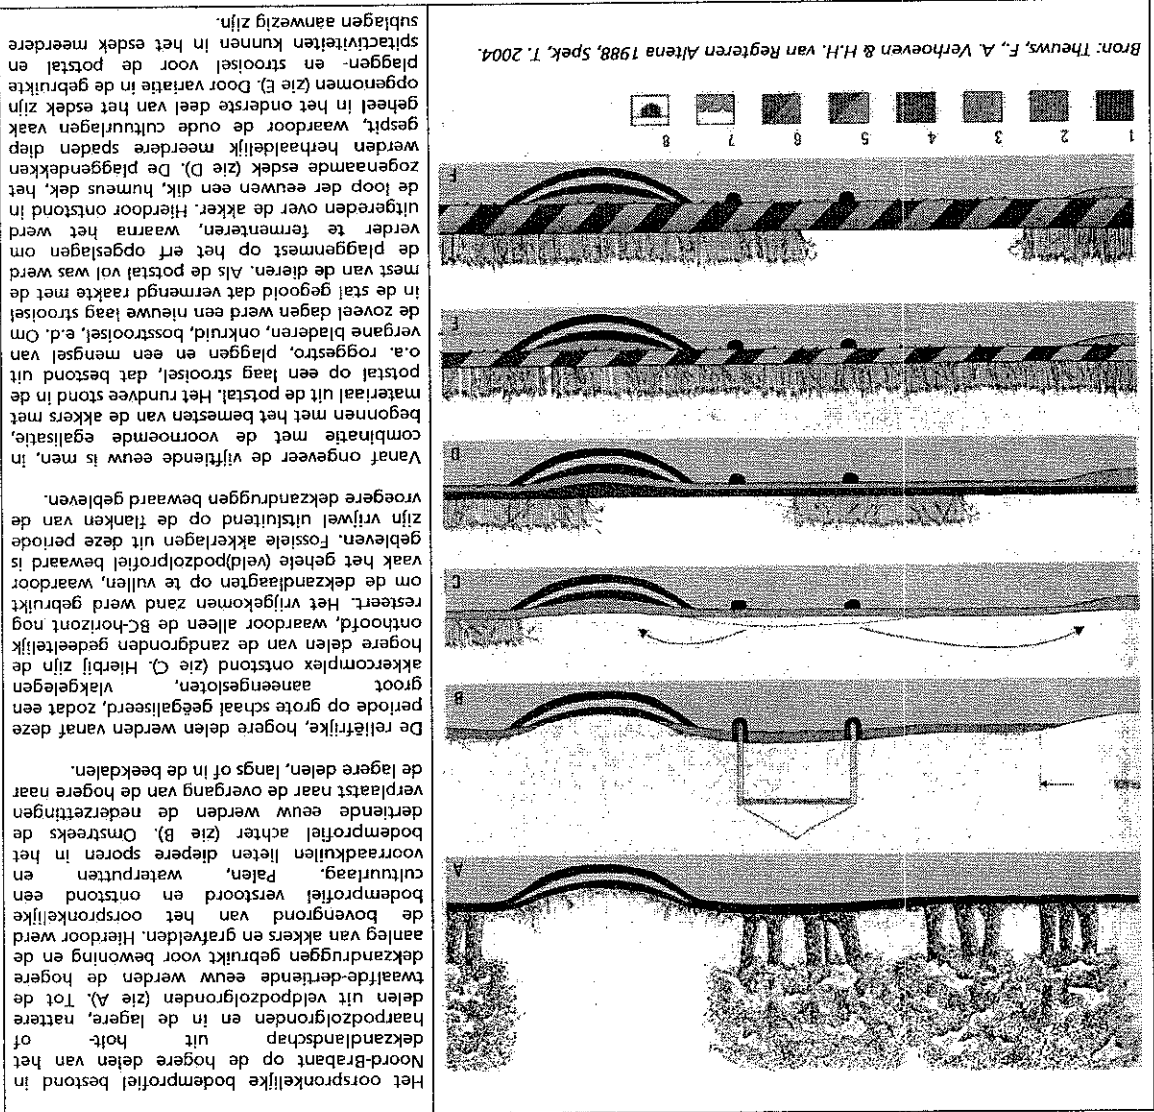 Het oorspronkelijke bodemprofiel bestond in
Noord-Brabant op de hogere delen van het
dekzandlandschap uit holt- of
haarpodzolgronden en in de lagere, nattere
delen uit veldpodzolgronden (zie A). Tot de
twaalfde-dertiende eeuw werden de hogere
dekzandruggen gebruikt voor bewoning en de
aanleg van akkers en grafvelden. Hierdoor werd
de bovengrond van het oorspronkelijke
bodemprofiel verstoord en ontstond een
cultuurlaag. Palen, waterputten en
voorraadkuilen lieten diepere sporen in het
bodemprofiel achter (zie B). Omstreeks de
dertiende eeuw werden de nederzettingen
verplaatst naar de overgang van de hogere naar
de lagere delen, langs of in de beekdalen.
De reliëfrijke, hogere delen werden vanaf deze
periode op grote schaal geëgaliseerd, zodat een
groot aaneengesloten, vlakgelegen
akkercomplex ontstond (zie C). Hierbij zijn de
hogere delen van de zandgronden gedeeltelijk
onthoofd, waardoor alleen de BC-horizont nog
resteert. Het vrijgekomen zand werd gebruikt
om de dekzandlaagten op te vullen, waardoor
vaak het gehele (veld)podzolprofiel bewaard is
gebleven. Fossiele akkerlagen uit deze periode
zijn vrijwel uitsluitend op de flanken van de
vroegere dekzandruggen bewaard gebleven.
Vanaf ongeveer de vijftiende eeuw is men, in
combinatie met de voornoemde egalisatie,
begonnen met het bemesten van de akkers met
materiaal uit de potstal. Het rundvee stond in de
potstal op een laag strooisel, dat bestond uit
o.a. roggestro, plaggen en een mengsel van
vergane bladeren, onkruid, bosstrooisel, e.d. Om
de zoveel dagen werd een nieuwe laag strooisel
in de stal gegooid dat vermengd raakte met de
mest van de dieren. Als de potstal vol was werd
de plaggenmest op het erf opgeslagen om
verder te fermenteren, waarna het werd
uitgereden over de akker. Hierdoor ontstond in
de loop der eeuwen een dik, humeus dek, het
zogenaamde esdek (zie D). De plaggendekken
werden herhaaldelijk meerdere spaden diep
gespit, waardoor de oude cultuurlagen vaak
geheel in het onderste deel van het esdek zijn
opgenomen (zie E). Door variatie in de gebruikte
plaggen- en strooisel voor de potstal en
spitactiviteiten kunnen in het esdek meerdere
sublagen aanwezig zijn.
A
B
C
D
E
F
1 2 3 4 5 6 7 8
Bron: Theuws, F., A. Verhoeven & H.H. van Regteren Altena 1988, Spek, T. 2004.